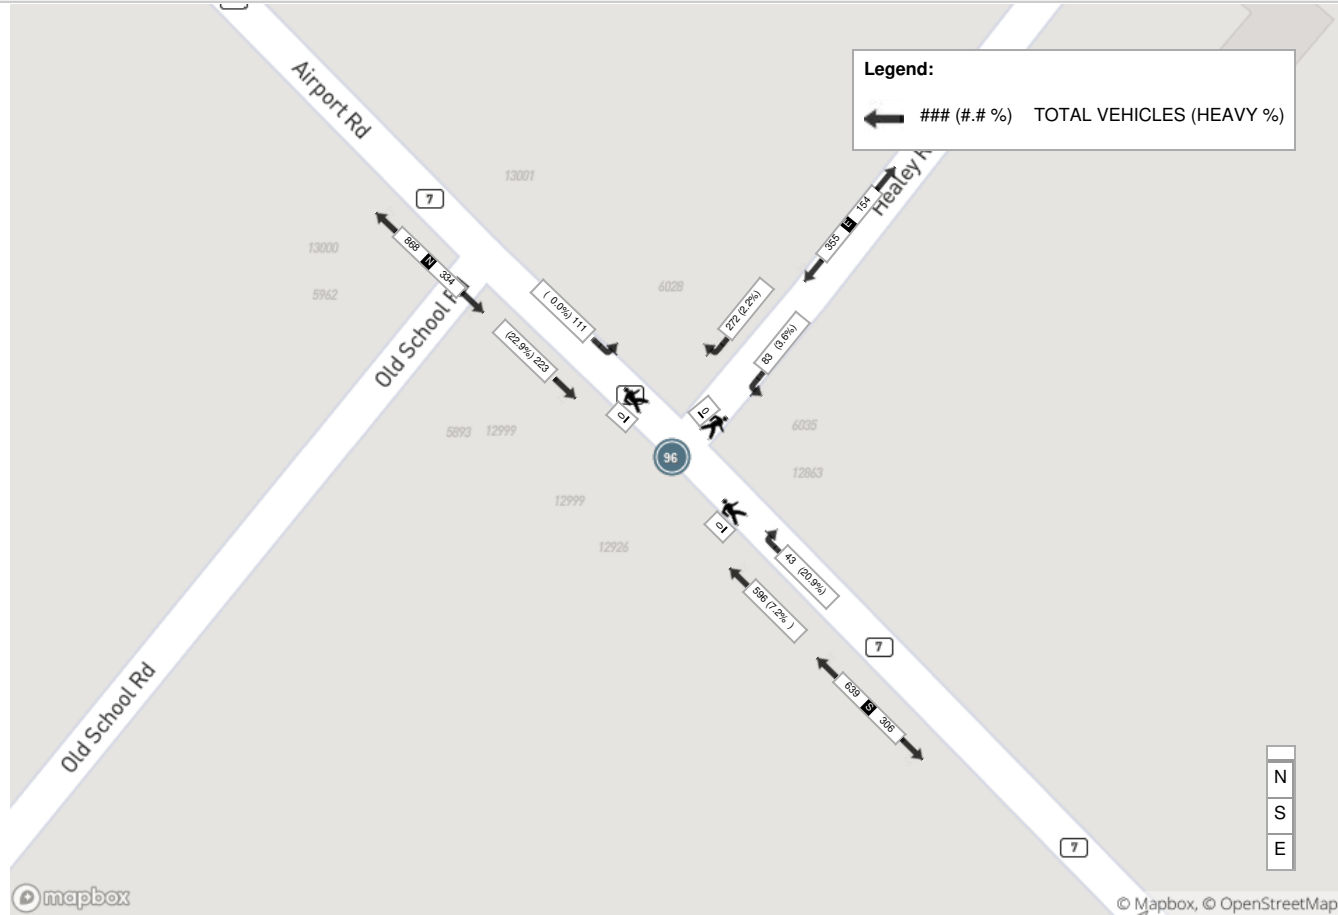 Legend:
### (#.# %) TOTAL VEHICLES (HEAVY %)
Airport Rd
7
13001
Healey
154
E
355
868
N
334
13000
5962
6028
( 0.0%) 111
272 (2.2%)
Old School
(22.9%) 223
83 (3.6%)
0
0
5893
12999
96
6035
12863
12999
0
12926
43 (20.9%)
596 (7.2% )
7
639
S
306
Old School Rd
N
S
E
7
mapbox
© Mapbox, © OpenStreetMap